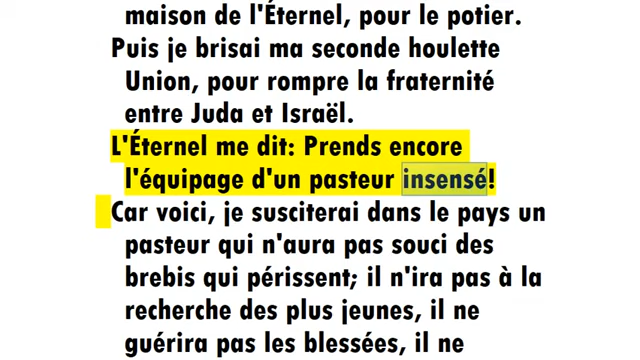 maison de l'Éternel, pour le potier.
Puis je brisai ma seconde houlette
Union, pour rompre la fraternité
entre Juda et Israël.
L'Éternel me dit: Prends encore
l'équipage d'un pasteur insensé!
Car voici, je susciterai dans le pays un
pasteur qui n'aura pas souci des
brebis qui périssent; il n'ira pas à la
recherche des plus jeunes, il ne
guérira pas les blessées, il ne